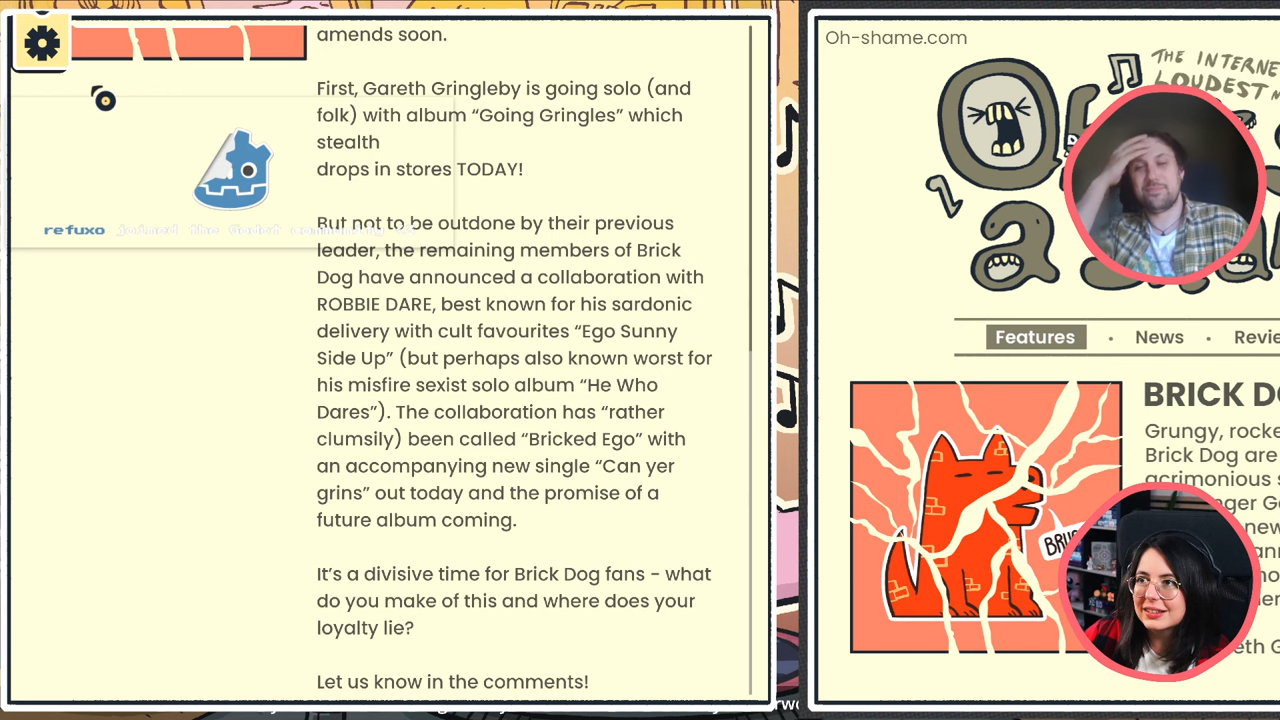 amends soon.
First, Gareth Gringleby is going solo (and
folk) with album “Going Gringles” which
stealth
drops in stores TODAY!
But not to be outdone by their previous
leader, the remaining members of Brick
Dog have announced a collaboration with
ROBBIE DARE, best known for his sardonic
delivery with cult favourites “Ego Sunny
Side Up” (but perhaps also known worst for
his misfire sexist solo album “He Who
Dares”). The collaboration has “rather
clumsily) been called “Bricked Ego” with
an accompanying new single “Can yer
grins” out today and the promise of a
future album coming.
It’s a divisive time for Brick Dog fans - what
do you make of this and where does your
loyalty lie?
Let us know in the comments!
refuxo joined the Godot
Oh-shame.com
THE INTERNE
LOUDEST
a
Features · News · Revie
BRICK D
Grungy, rocke
Brick Dog are
acrimonious s